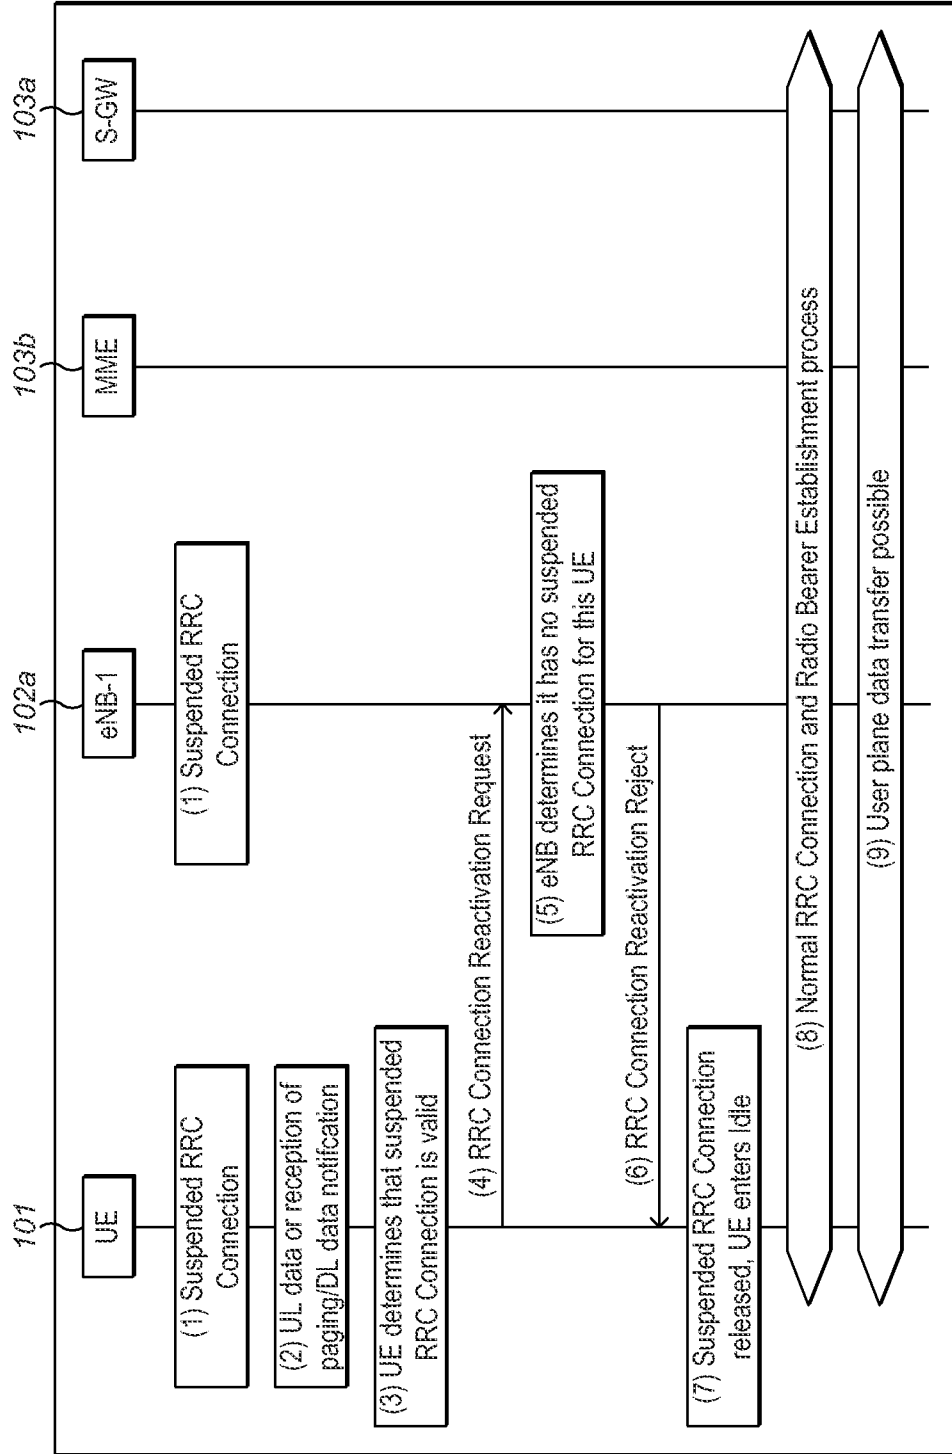 101
102a
103b
103a
UE
eNB-1
MME
S-GW
(1) Suspended RRC
Connection
(1) Suspended RRC
Connection
(2) UL data or reception of
paging/DL data notifcation
(3) UE determines that suspended
RRC Connection is valid
(4) RRC Connection Reactivation Request
(5) eNB determines it has no suspended
RRC Connection for this UE
(6) RRC Connection Reactivation Reject
(7) Suspended RRC Connection
released, UE enters Idle
(8) Normal RRC Connection and Radio Bearer Establishment process
(9) User plane data transfer possible